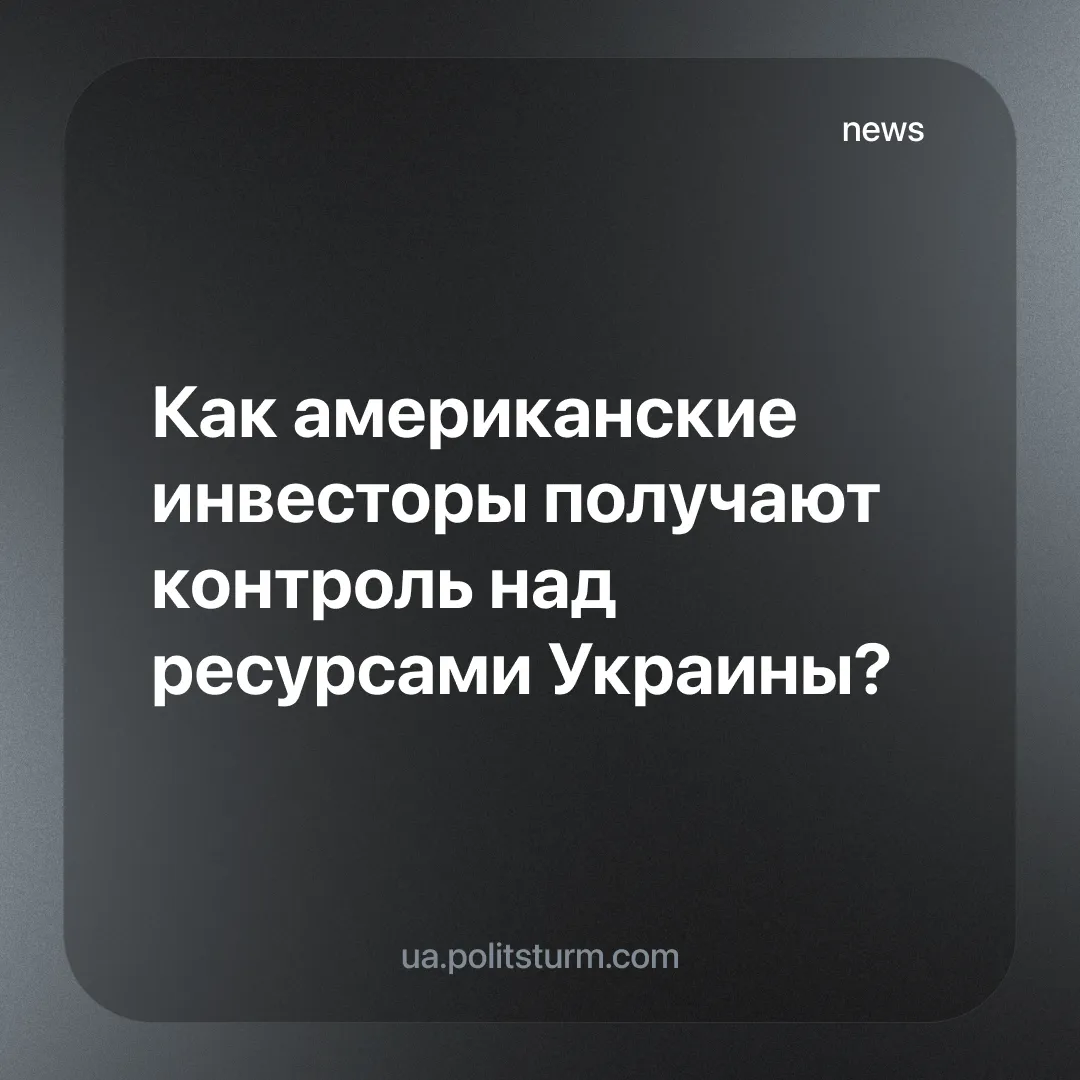 news
Как американские
инвесторы получают
контроль над
ресурсами Украины?
ua.politsturm.com